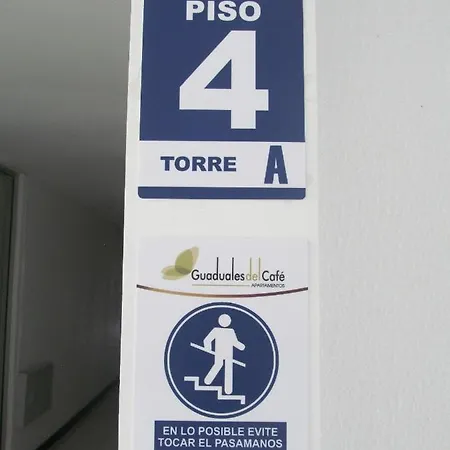 PISO
4
TORRE A
Guaduales del Café
APARTAMENTOS
EN LO POSIBLE EVITE
TOCAR EL PASAMANOS